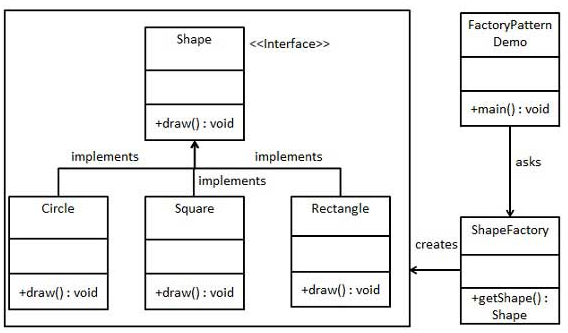 Shape
<<Interface>>
+draw() : void
implements
implements
implements
Circle
+draw() : void
Square
+draw() : void
Rectangle
+draw() : void
FactoryPattern
Demo
+main() : void
asks
ShapeFactory
+getShape() :
Shape
creates